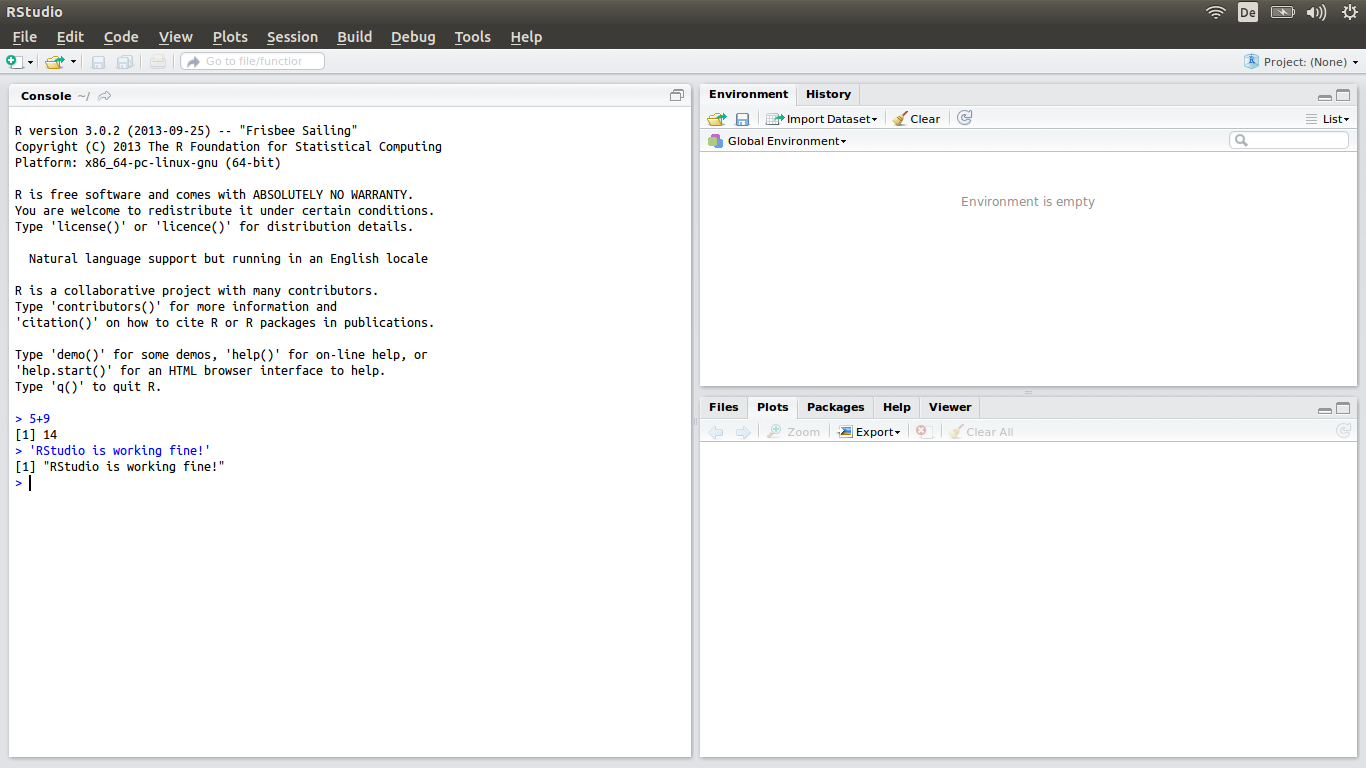 RStudio
De
File Edit Code View Plots Session Build Debug Tools Help
Go to file/function
Project: (None)
Console ~/
R version 3.0.2 (2013-09-25) -- "Frisbee Sailing"
Copyright (C) 2013 The R Foundation for Statistical Computing
Platform: x86_64-pc-linux-gnu (64-bit)
R is free software and comes with ABSOLUTELY NO WARRANTY.
You are welcome to redistribute it under certain conditions.
Type 'license()' or 'licence()' for distribution details.
Natural language support but running in an English locale
R is a collaborative project with many contributors.
Type 'contributors()' for more information and
'citation()' on how to cite R or R packages in publications.
Type 'demo()' for some demos, 'help()' for on-line help, or
'help.start()' for an HTML browser interface to help.
Type 'q()' to quit R.
> 5+9
[1] 14
> 'RStudio is working fine!'
[1] "RStudio is working fine!"
>
Environment History
Import Dataset Clear List
Global Environment
Environment is empty
Files Plots Packages Help Viewer
Zoom Export Clear All